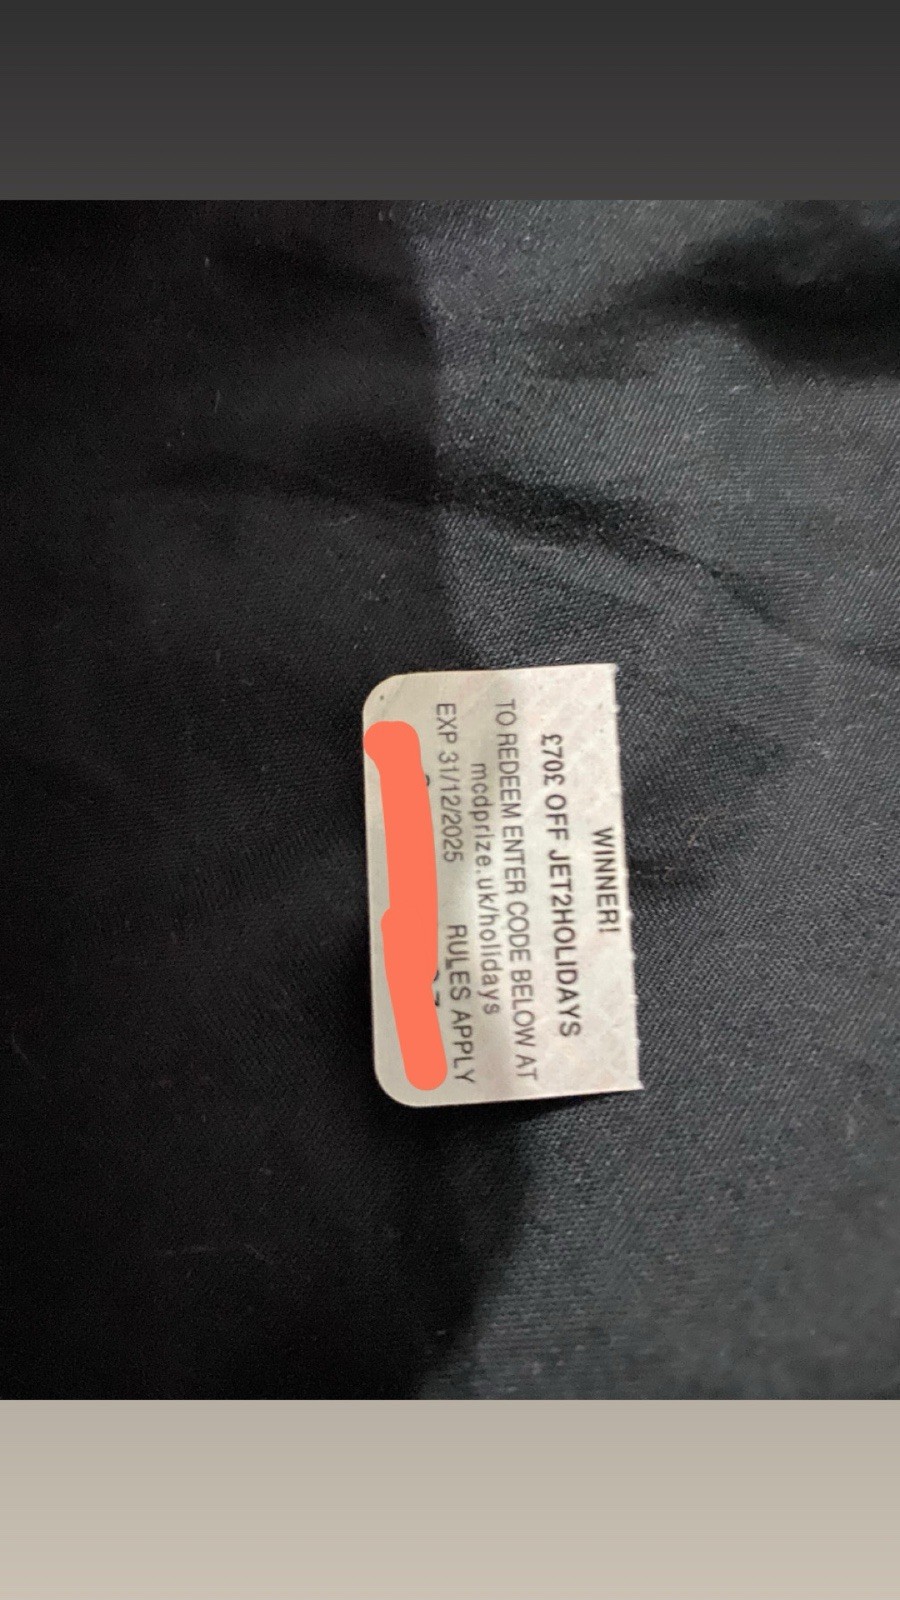 WINNER!
£70£ OFF JET2HOLIDAYS
TO REDEEM ENTER CODE BELOW AT
mcdprize.uk/holidays
EXP 31/12/2025 RULES APPLY